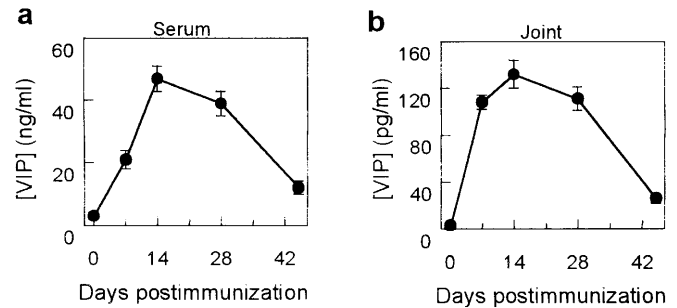 a
Serum
60
40
20
0
[VIP] (ng/ml)
0 14 28 42
Days postimmunization
b
Joint
160
120
80
40
0
[VIP] (pg/ml)
0 14 28 42
Days postimmunization